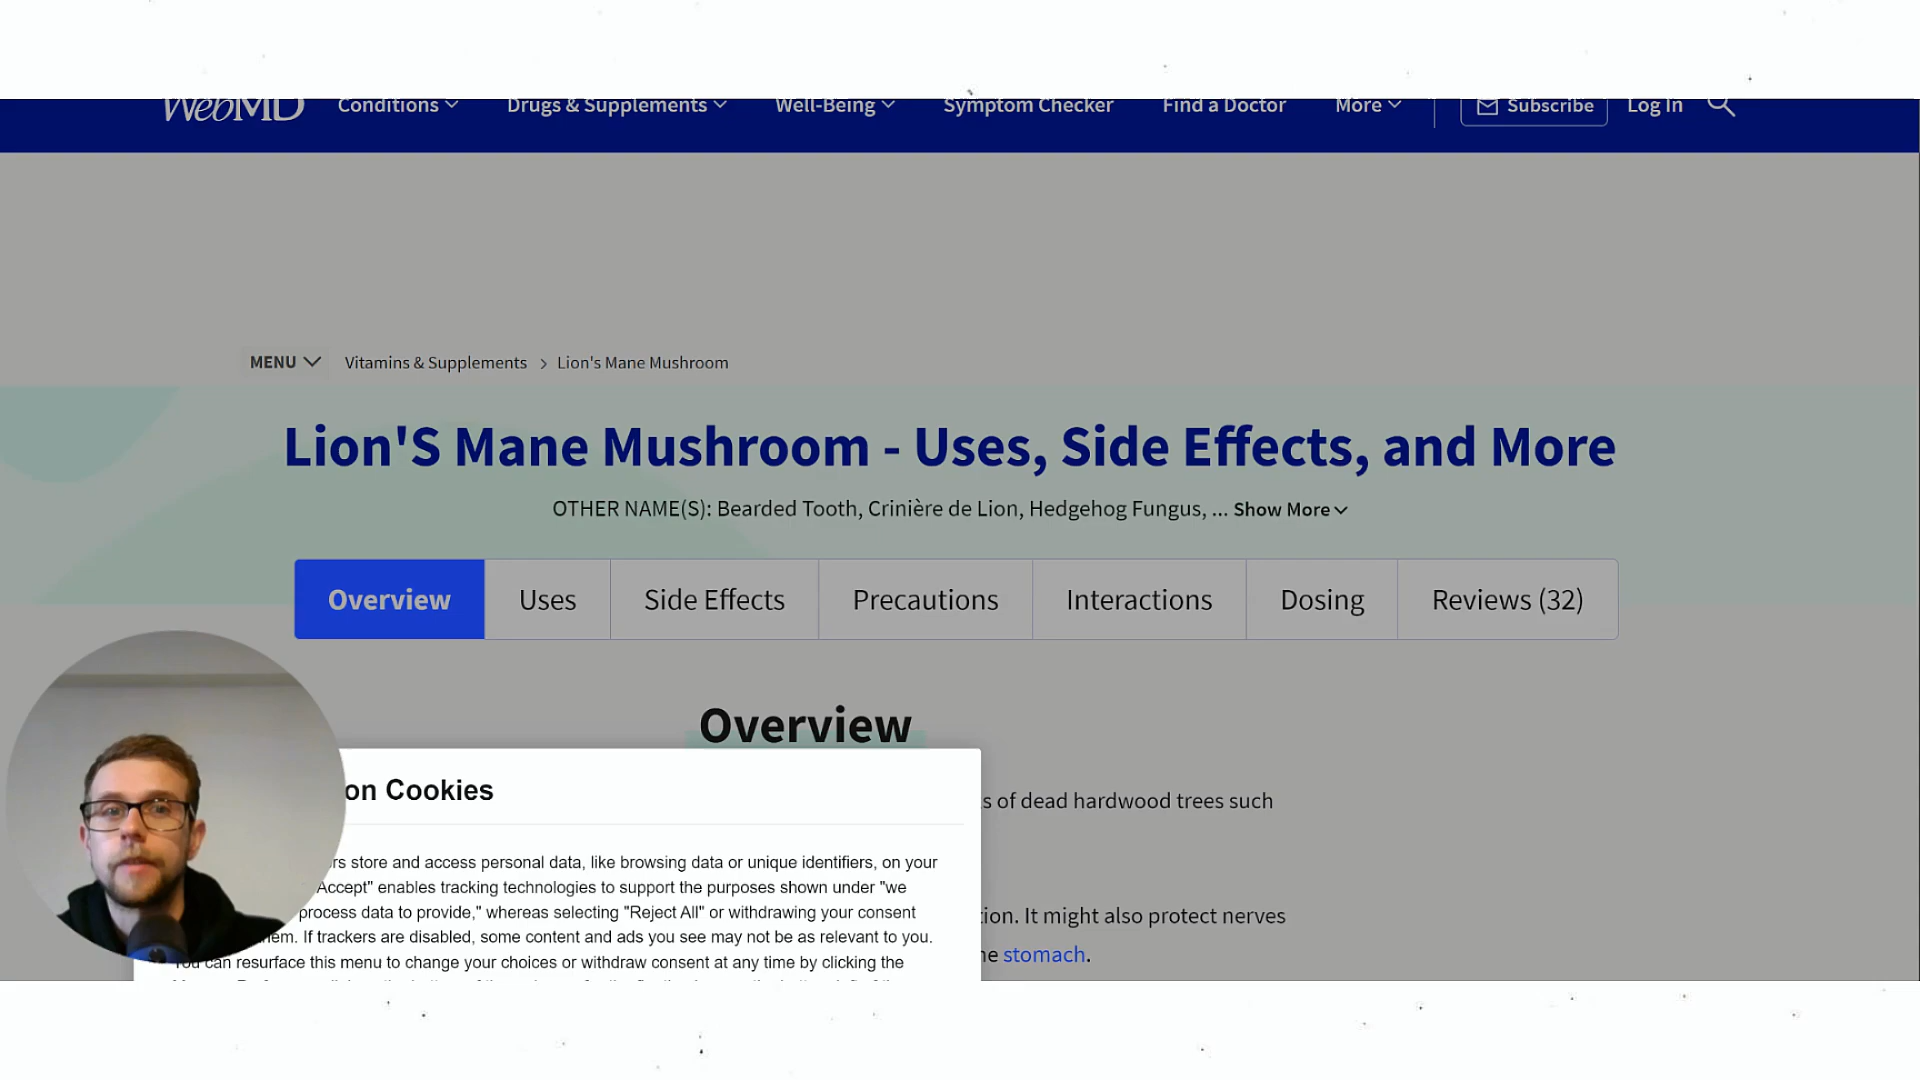 WebMD Conditions Drugs & Supplements Well-Being Symptom Checker Find a Doctor More Subscribe Log In
MENU Vitamins & Supplements > Lion's Mane Mushroom
Lion'S Mane Mushroom - Uses, Side Effects, and More
OTHER NAME(S): Bearded Tooth, Crinière de Lion, Hedgehog Fungus, ... Show More
Overview Uses Side Effects Precautions Interactions Dosing Reviews (32)
Overview
on Cookies
of dead hardwood trees such
store and access personal data, like browsing data or unique identifiers, on your
Accept" enables tracking technologies to support the purposes shown under "we
process data to provide," whereas selecting "Reject All" or withdrawing your consent
It might also protect nerves
If trackers are disabled, some content and ads you see may not be as relevant to you.
stomach.
You can resurface this menu to change your choices or withdraw consent at any time by clicking the